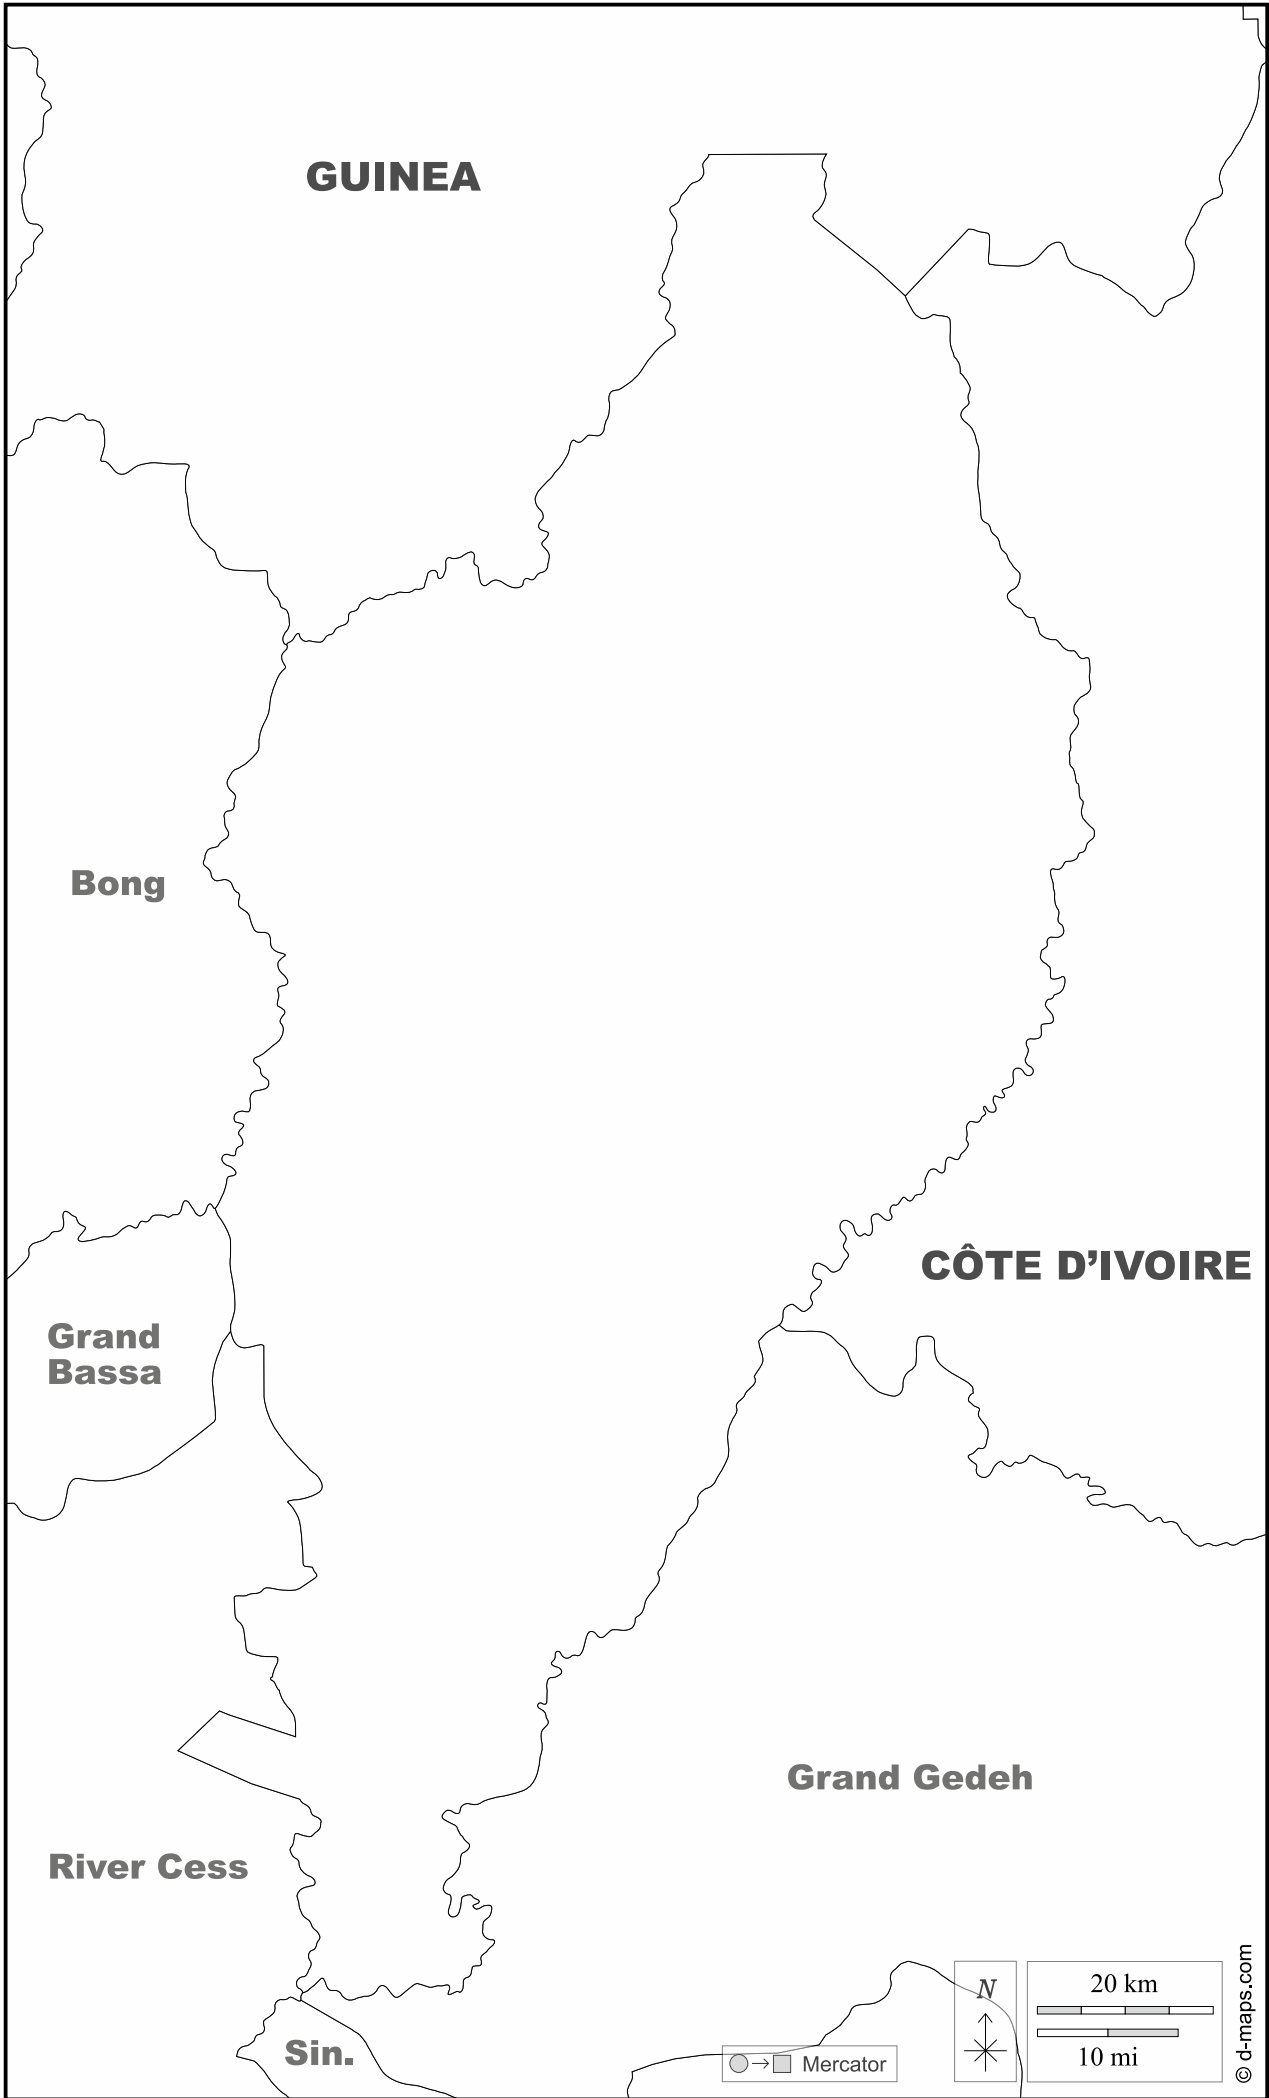 GUINEA
Bong
CÔTE D'IVOIRE
Grand
Bassa
Grand Gedeh
River Cess
Sin.
N
20 km
10 mi
Mercator
© d-maps.com